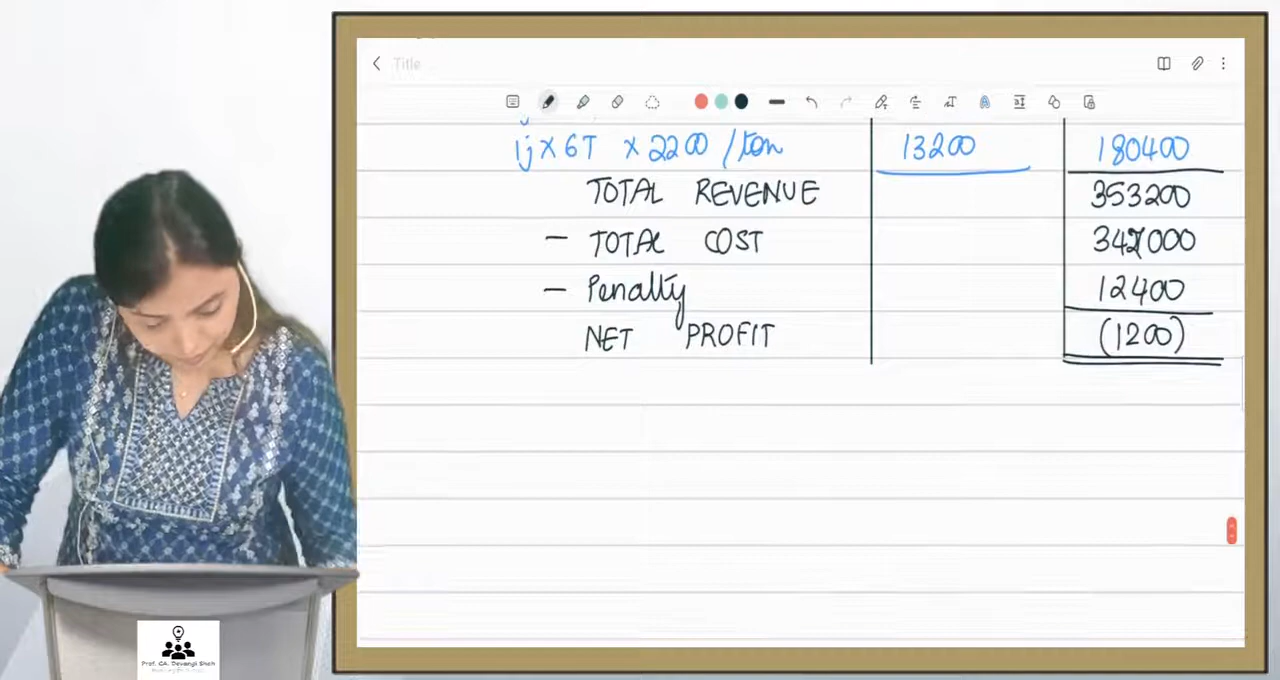 Title
1j × 6T × 2200 /ton 13200 180400
TOTAL REVENUE 353200
- TOTAL COST 342000
- Penalty 12400
NET PROFIT (1200)
Prof. CA. Devangi Shah